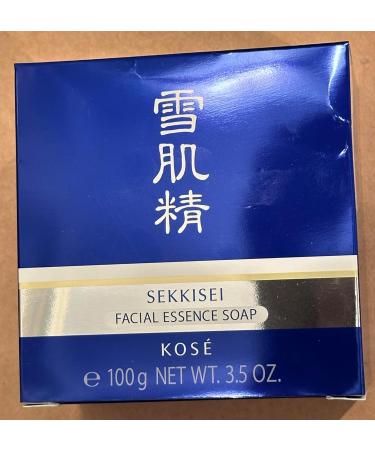 雪肌精
SEKKISEI
FACIAL ESSENCE SOAP
KOSÉ
℮ 100g NET WT. 3.5 OZ.